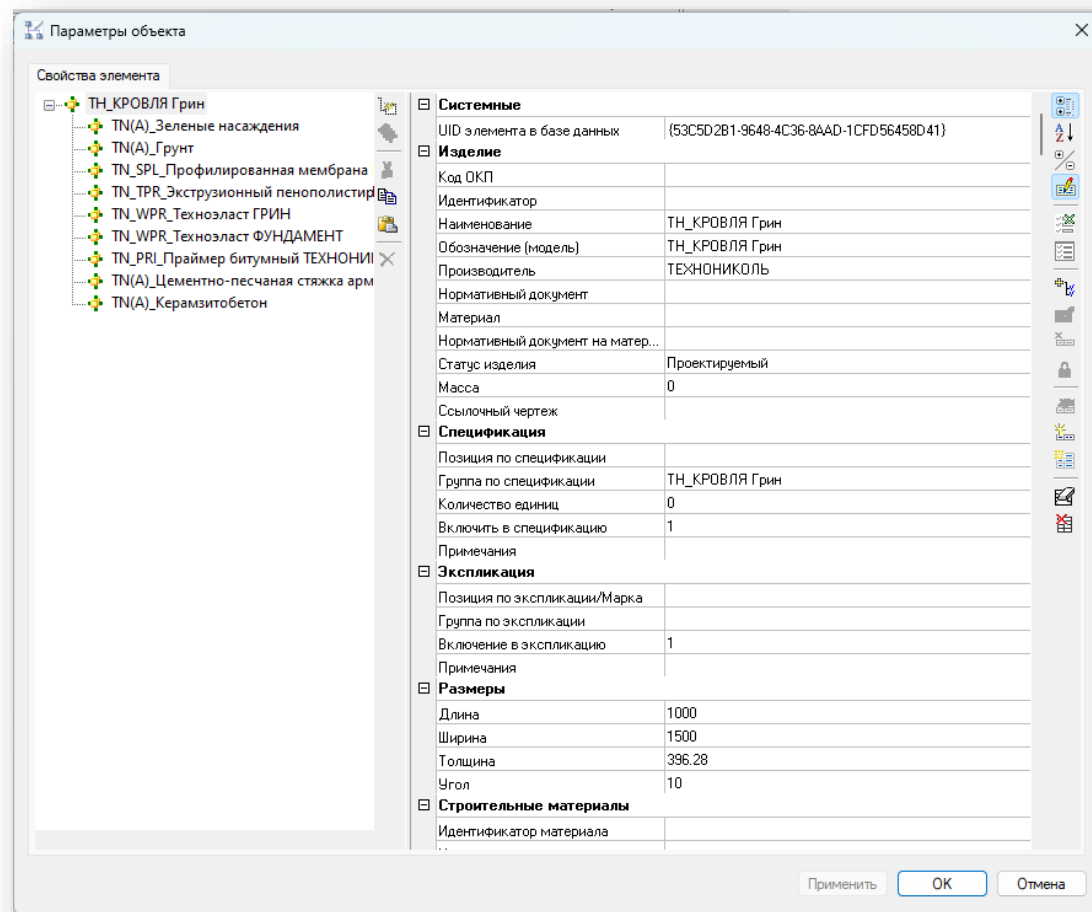 Параметры объекта
Свойства элемента
ТН_КРОВЛЯ Грин
TN(A)_Зеленые насаждения
TN(A)_Грунт
TN_SPL_Профилированная мембрана
TN_TPR_Экструзионный пенополистир
TN_WPR_Техноэласт ГРИН
TN_WPR_Техноэласт ФУНДАМЕНТ
TN_PRI_Праймер битумный ТЕХНОНИ
TN(A)_Цементно-песчаная стяжка арм
TN(A)_Керамзитобетон
Системные
UID элемента в базе данных {53C5D2B1-9648-4C36-8AAD-1CFD56458D41}
Изделие
Код ОКП
Идентификатор
Наименование ТН_КРОВЛЯ Грин
Обозначение (модель) ТН_КРОВЛЯ Грин
Производитель ТЕХНОНИКОЛЬ
Нормативный документ
Материал
Нормативный документ на матер...
Статус изделия Проектируемый
Масса 0
Ссылочный чертеж
Спецификация
Позиция по спецификации
Группа по спецификации ТН_КРОВЛЯ Грин
Количество единиц 0
Включить в спецификацию 1
Примечания
Экспликация
Позиция по экспликации/Марка
Группа по экспликации
Включение в экспликацию 1
Примечания
Размеры
Длина 1000
Ширина 1500
Толщина 396.28
Угол 10
Строительные материалы
Идентификатор материала
Применить OK Отмена